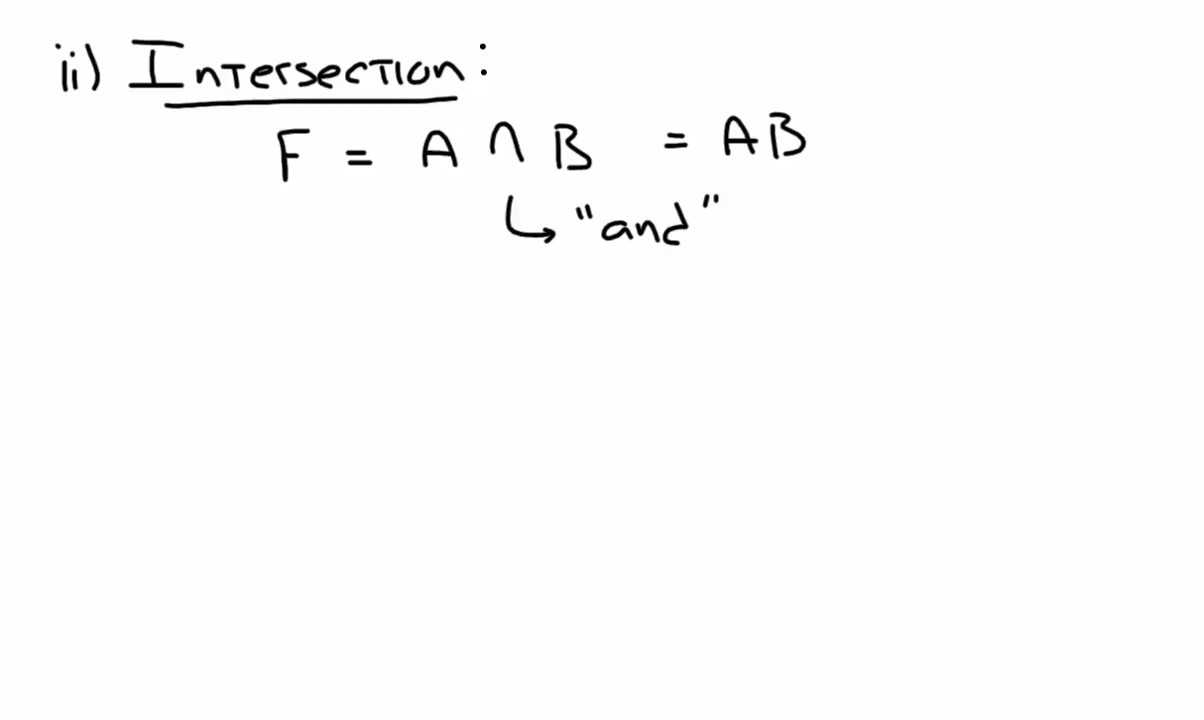 ii) Intersection:
F = A ∩ B = AB
↳ "and"